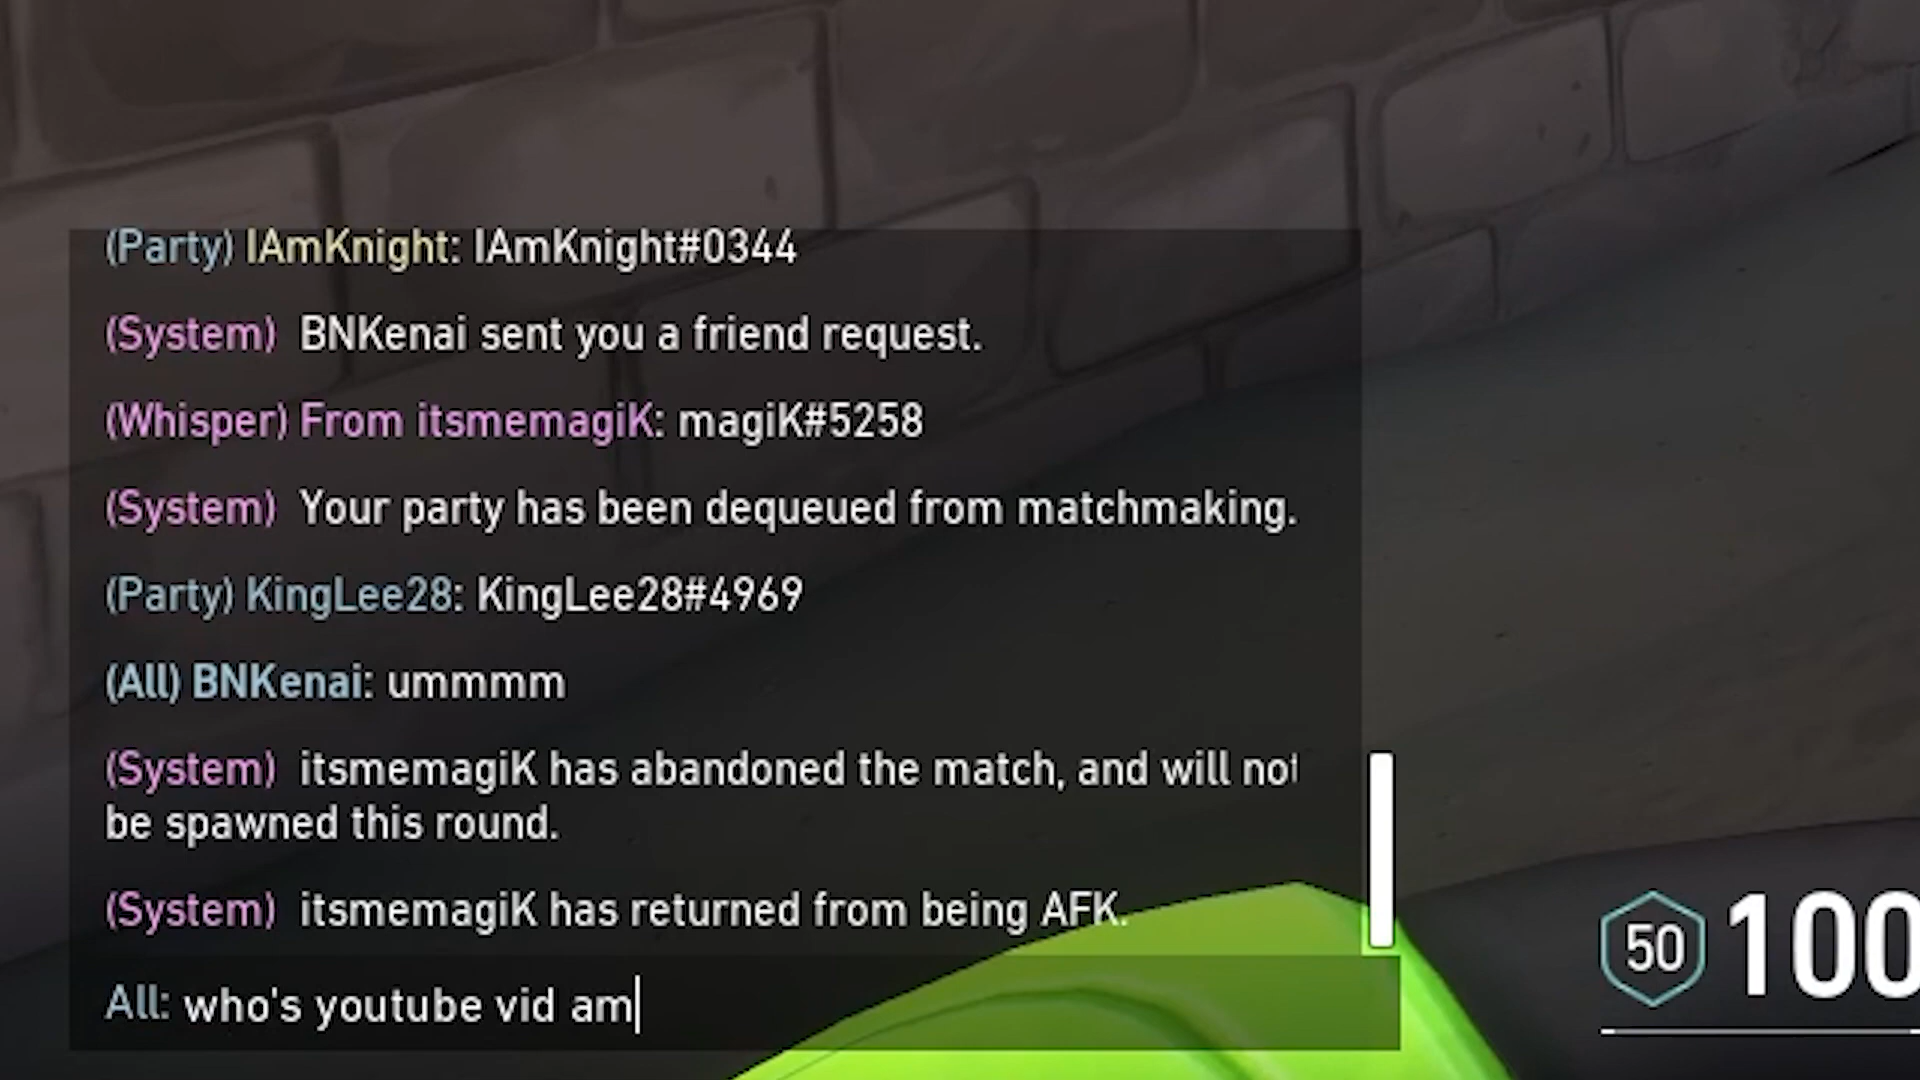 (Party) IAmKnight: IAmKnight#0344
(System) BNKenai sent you a friend request.
(Whisper) From itsmemagiK: magiK#5258
(System) Your party has been dequeued from matchmaking.
(Party) KingLee28: KingLee28#4969
(All) BNKenai: ummmm
(System) itsmemagiK has abandoned the match, and will not
be spawned this round.
(System) itsmemagiK has returned from being AFK.
All: who's youtube vid am
50 100